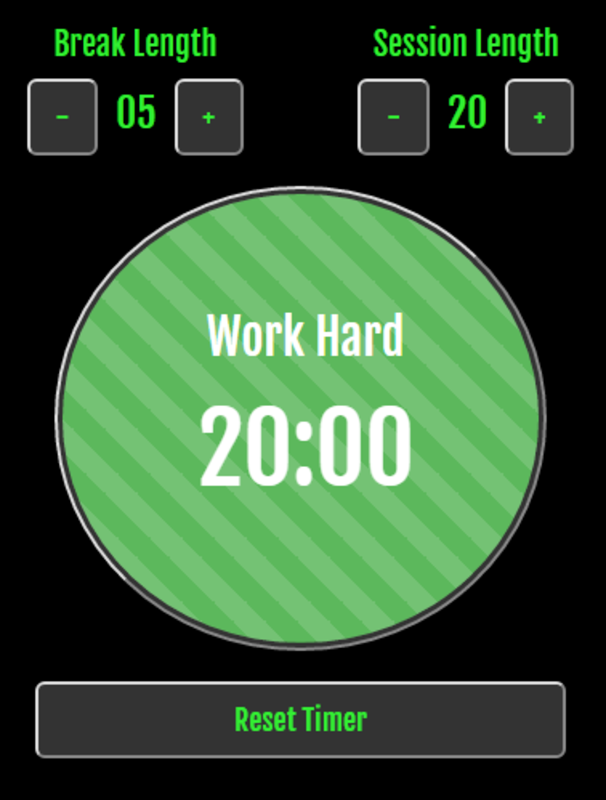 Break Length Session Length
- 05 + - 20 +
Work Hard
20:00
Reset Timer